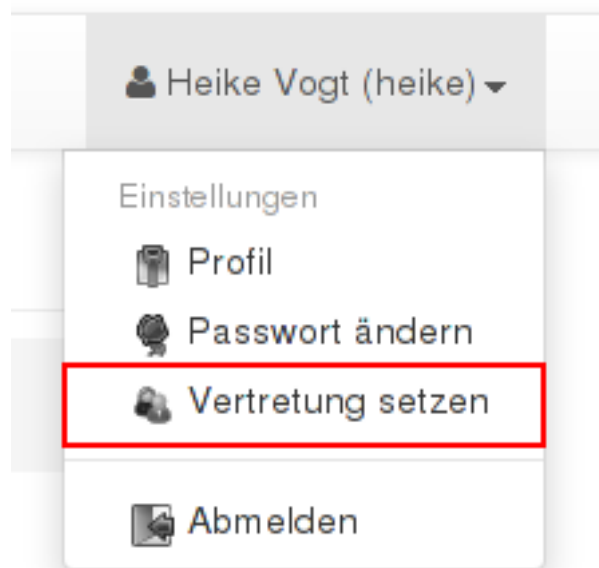 Heike Vogt (heike)
Einstellungen
Profil
Passwort ändern
Vertretung setzen
Abmelden